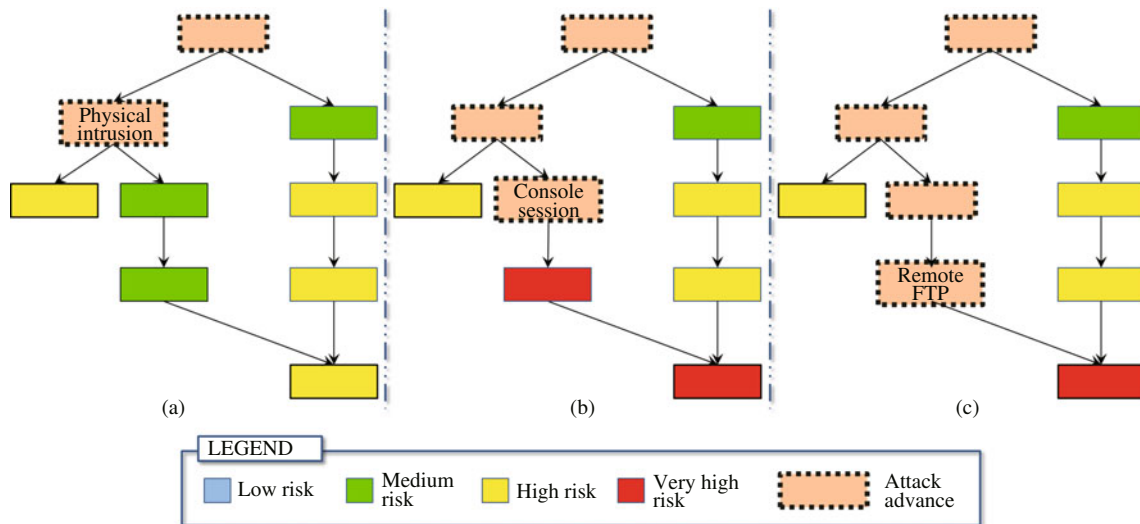 Physical
intrusion
Console
session
Remote
FTP
(a)
(b)
(c)
LEGEND
Low risk
Medium
risk
High risk
Very high
risk
Attack
advance